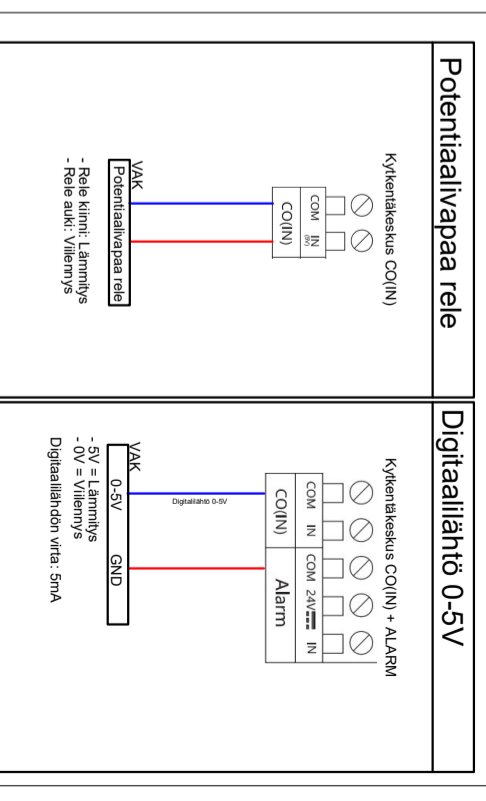 Potentiaalivapaa rele
Kytkentäkeskus CO(IN)
COM IN
(5V)
CO(IN)
VAK
Potentiaalivapaa rele
- Rele kiinni: Lämmitys
- Rele auki: Viilennys
Digitaalilähtö 0-5V
Kytkentäkeskus CO(IN) + ALARM
COM IN COM 24V IN
CO(IN) Alarm
Digitaalilähtö 0-5V
VAK
0-5V GND
- 5V = Lämmitys
- 0V = Viilennys
Digitaalilähdön virta: 5mA